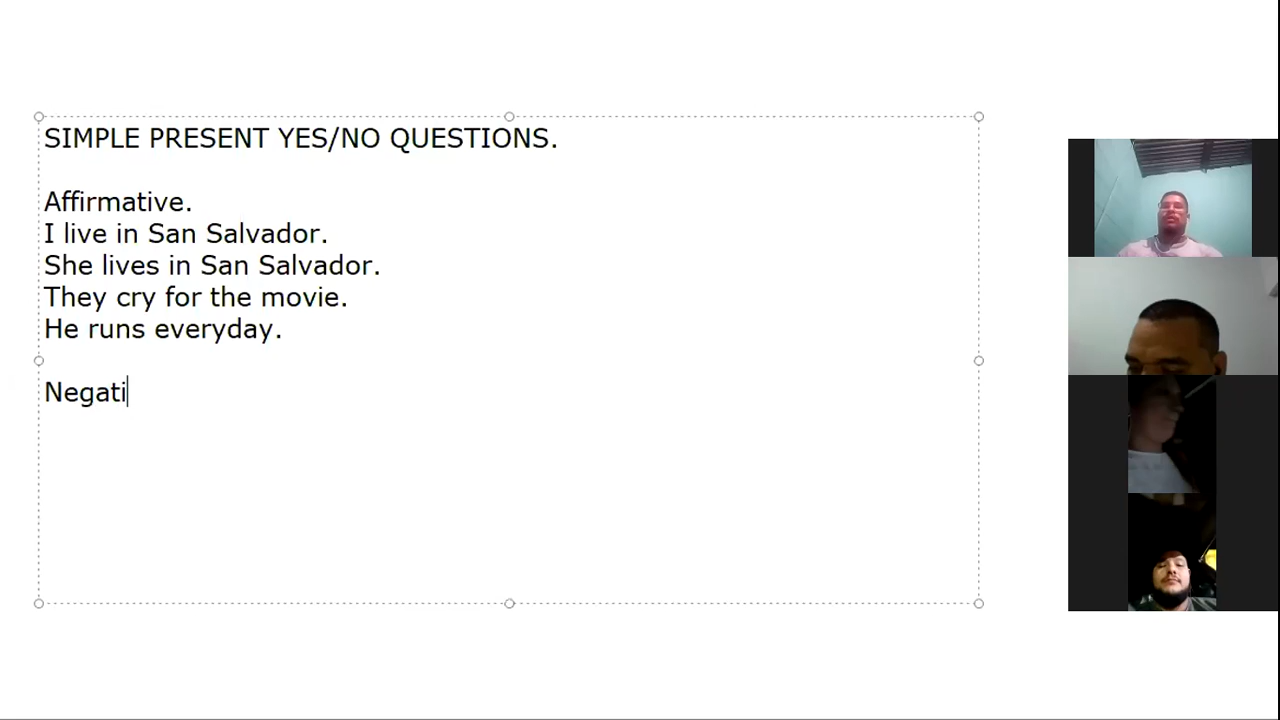 SIMPLE PRESENT YES/NO QUESTIONS.
Affirmative.
I live in San Salvador.
She lives in San Salvador.
They cry for the movie.
He runs everyday.
Negati